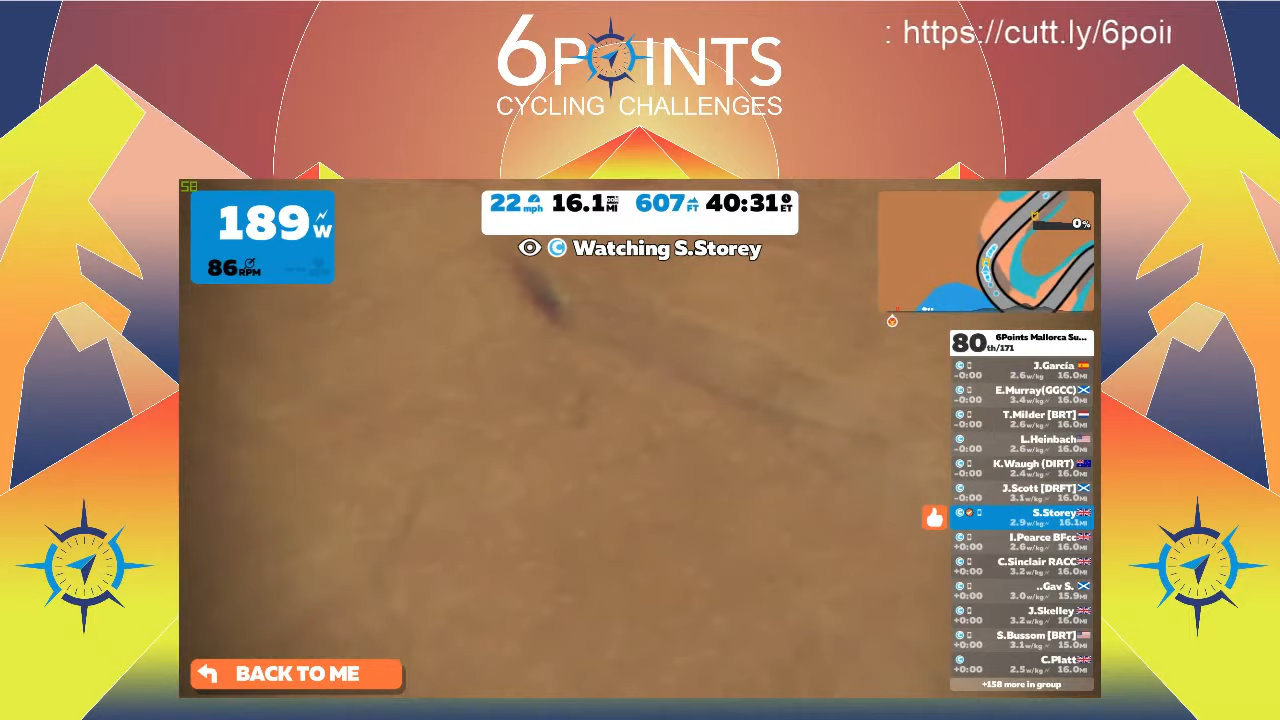 : https://cutt.ly/6poi
6POINTS
CYCLING CHALLENGES
58
189 W
86 RPM
22 mph 16.1 MI 607 FT 40:31 ET
Watching S.Storey
0%
80th/171 6Points Mallorca Su...
J.García
-0:00 2.6w/kg 16.0MI
E.Murray(GGCC)
-0:00 3.4w/kg 16.0MI
T.Milder [BRT]
-0:00 2.6w/kg 16.0MI
L.Heinbach
-0:00 2.6w/kg 16.0MI
K.Waugh (DIRT)
-0:00 2.4w/kg 16.0MI
J.Scott [DRFT]
-0:00 3.1w/kg 16.0MI
S.Storey
2.9w/kg 16.1MI
I.Pearce BFcc
+0:00 2.6w/kg 16.0MI
C.Sinclair RACC
+0:00 3.2w/kg 16.0MI
..Gav S.
+0:00 3.0w/kg 15.9MI
J.Skelley
+0:00 3.2w/kg 16.0MI
S.Bussom [BRT]
+0:00 3.1w/kg 15.0MI
C.Platt
+0:00 2.5w/kg 16.0MI
+158 more in group
BACK TO ME